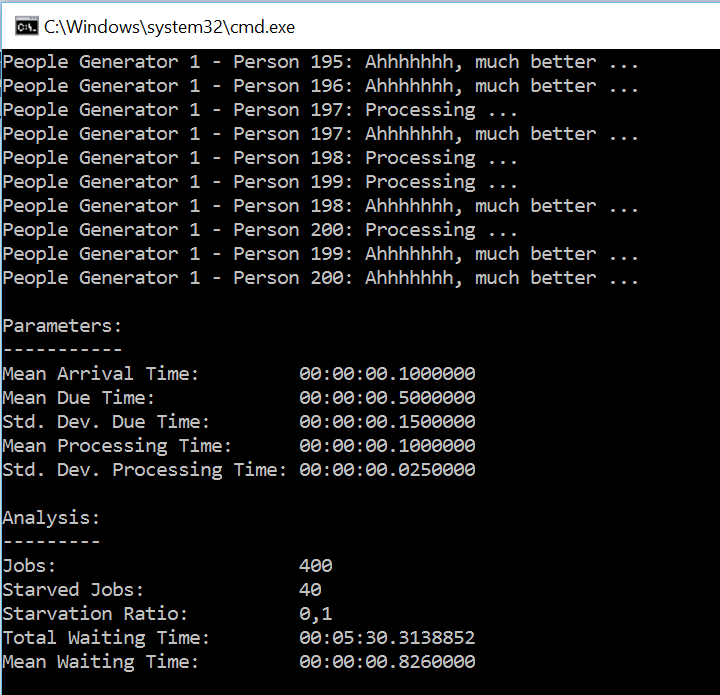 C:\Windows\system32\cmd.exe
People Generator 1 - Person 195: Ahhhhhhh, much better ...
People Generator 1 - Person 196: Ahhhhhhh, much better ...
People Generator 1 - Person 197: Processing ...
People Generator 1 - Person 197: Ahhhhhhh, much better ...
People Generator 1 - Person 198: Processing ...
People Generator 1 - Person 199: Processing ...
People Generator 1 - Person 198: Ahhhhhhh, much better ...
People Generator 1 - Person 200: Processing ...
People Generator 1 - Person 199: Ahhhhhhh, much better ...
People Generator 1 - Person 200: Ahhhhhhh, much better ...
Parameters:
-----------
Mean Arrival Time: 00:00:00.1000000
Mean Due Time: 00:00:00.5000000
Std. Dev. Due Time: 00:00:00.1500000
Mean Processing Time: 00:00:00.1000000
Std. Dev. Processing Time: 00:00:00.0250000
Analysis:
---------
Jobs: 400
Starved Jobs: 40
Starvation Ratio: 0,1
Total Waiting Time: 00:05:30.3138852
Mean Waiting Time: 00:00:00.8260000